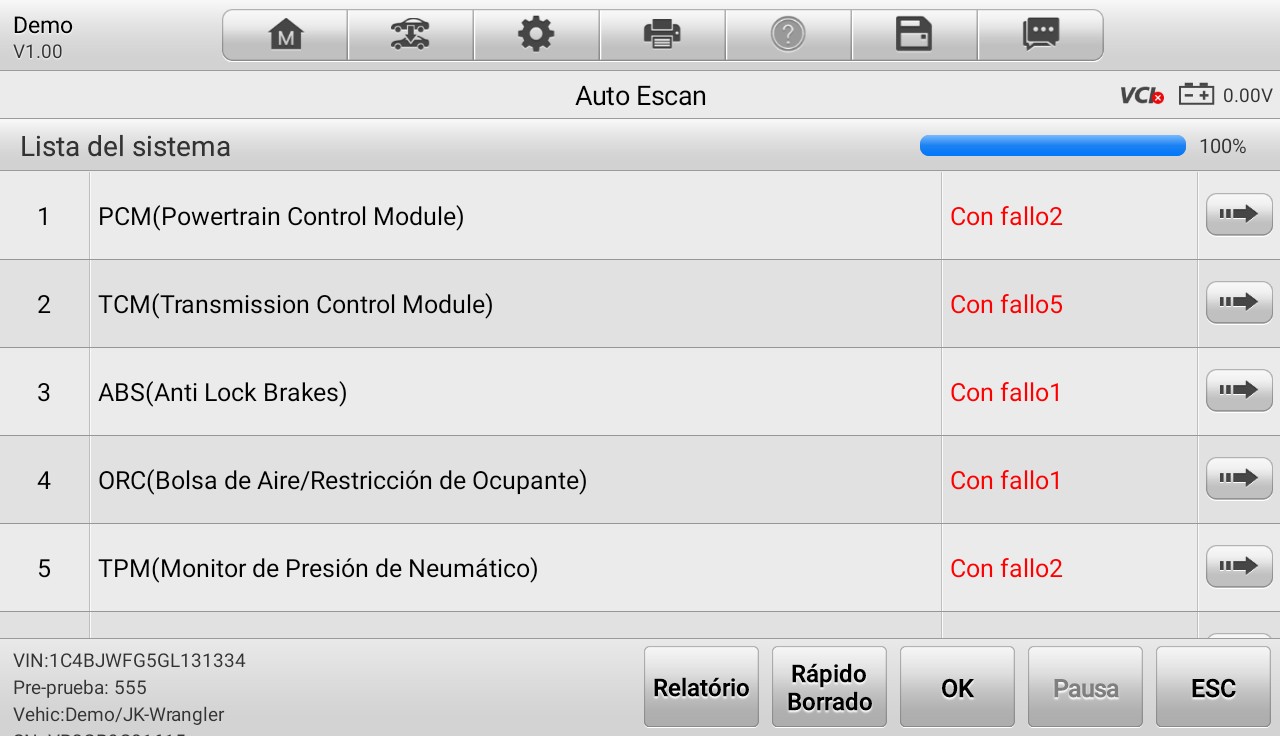 Demo
V1.00
M
?
Auto Escan
VCI
0.00V
Lista del sistema
100%
1 PCM(Powertrain Control Module) Con fallo2
2 TCM(Transmission Control Module) Con fallo5
3 ABS(Anti Lock Brakes) Con fallo1
4 ORC(Bolsa de Aire/Restricción de Ocupante) Con fallo1
5 TPM(Monitor de Presión de Neumático) Con fallo2
VIN:1C4BJWFG5GL131334
Pre-prueba: 555
Vehic:Demo/JK-Wrangler
Relatório
Rápido
Borrado
OK
Pausa
ESC